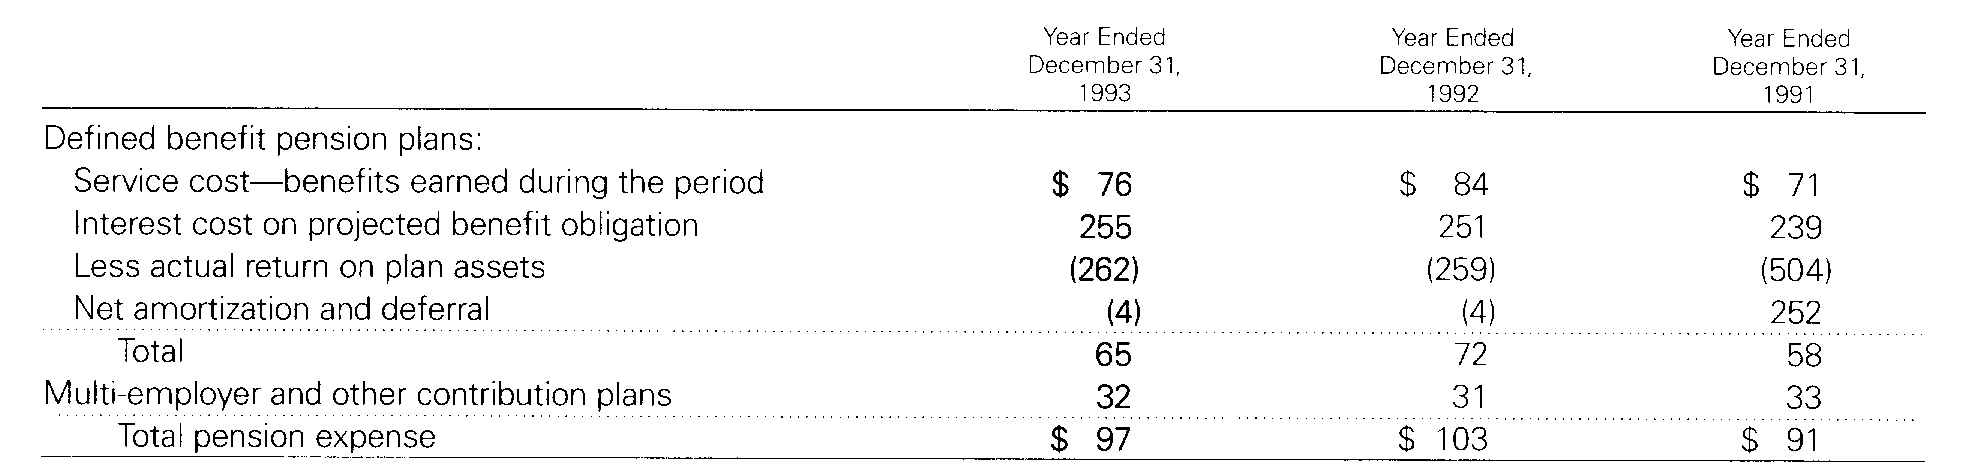 Year Ended Year Ended Year Ended
December 31, December 31, December 31,
1993 1992 1991
Defined benefit pension plans:
Service cost—benefits earned during the period $ 76 $ 84 $ 71
Interest cost on projected benefit obligation 255 251 239
Less actual return on plan assets (262) (259) (504)
Net amortization and deferral (4) (4) 252
Total 65 72 58
Multi-employer and other contribution plans 32 31 33
Total pension expense $ 97 $ 103 $ 91